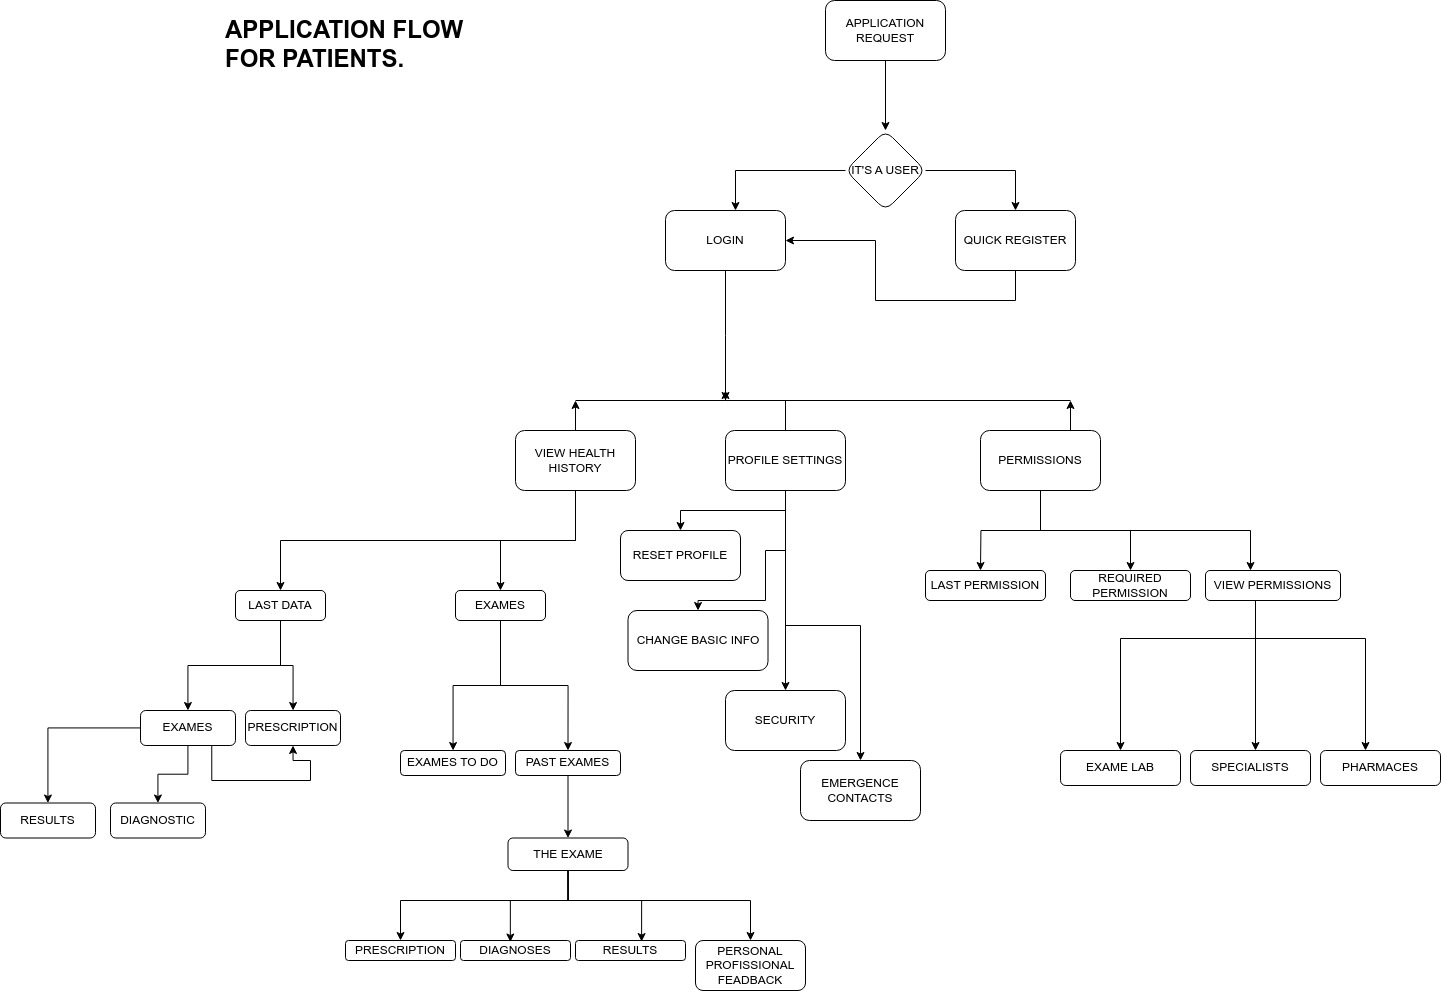 APPLICATION FLOW
FOR PATIENTS.
APPLICATION
REQUEST
IT'S A USER
LOGIN
QUICK REGISTER
VIEW HEALTH
HISTORY
PROFILE SETTINGS
PERMISSIONS
RESET PROFILE
LAST PERMISSION
REQUIRED
PERMISSION
VIEW PERMISSIONS
LAST DATA
EXAMES
CHANGE BASIC INFO
EXAMES
PRESCRIPTION
SECURITY
EXAMES TO DO
PAST EXAMES
EXAME LAB
SPECIALISTS
PHARMACES
EMERGENCE
CONTACTS
RESULTS
DIAGNOSTIC
THE EXAME
PRESCRIPTION
DIAGNOSES
RESULTS
PERSONAL
PROFISSIONAL
FEADBACK